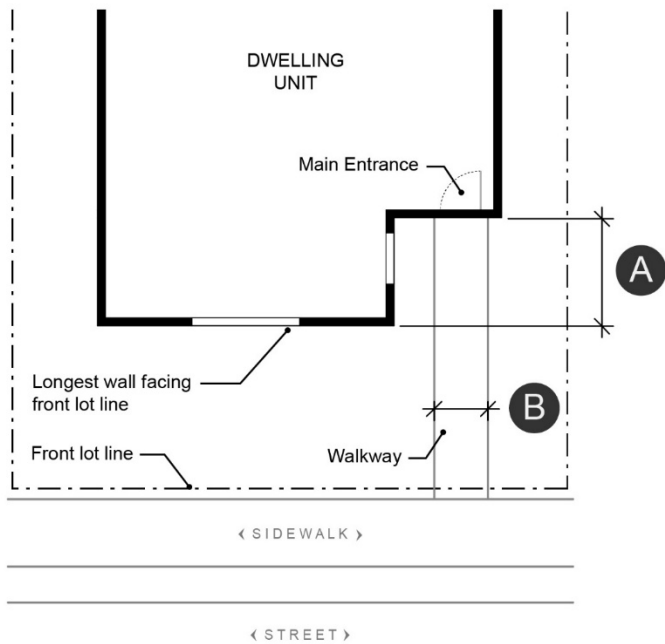 DWELLING
UNIT
Main Entrance
A
Longest wall facing
front lot line
B
Front lot line
Walkway
SIDEWALK
STREET